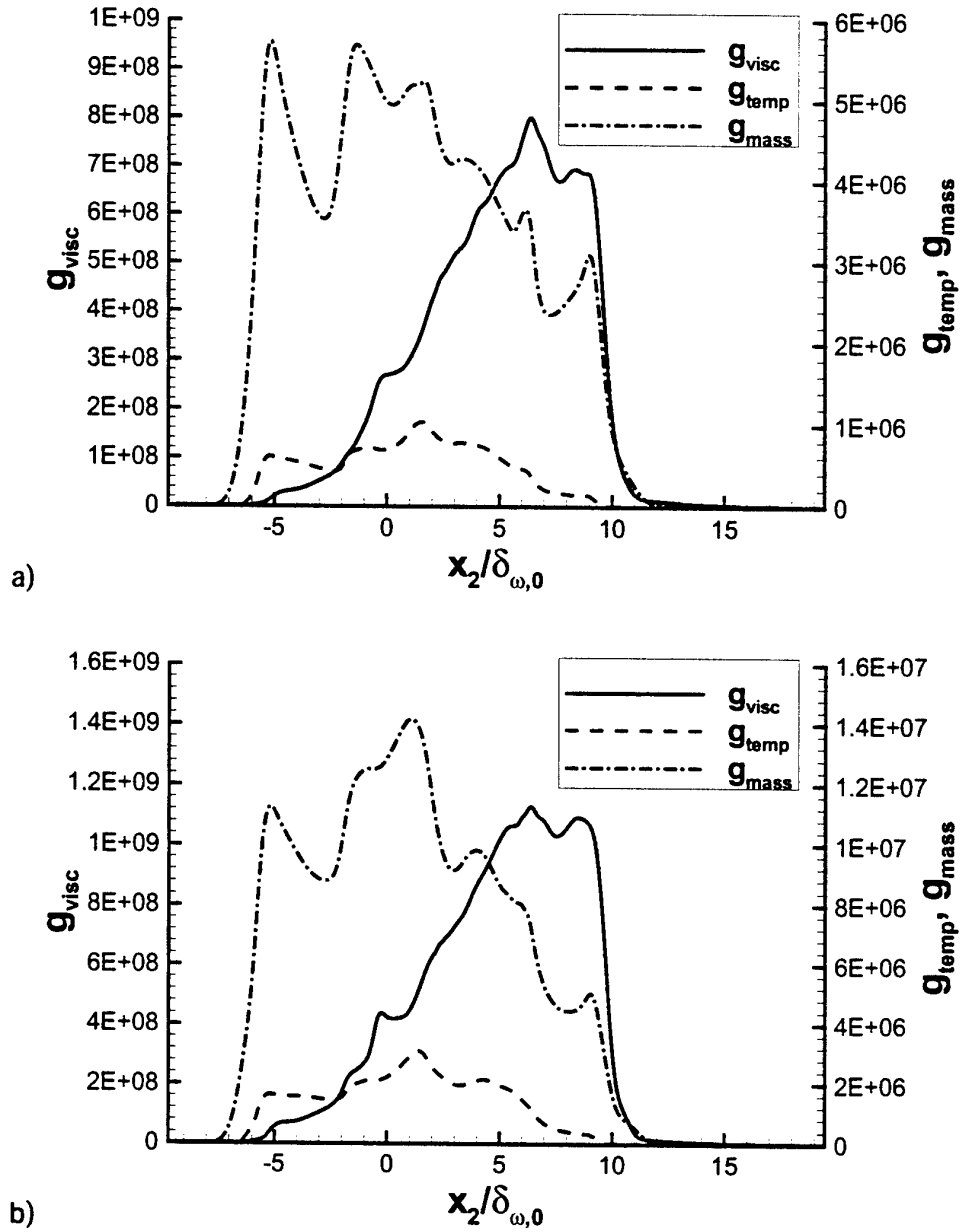 1E+09
9E+08
8E+08
7E+08
6E+08
5E+08
4E+08
3E+08
2E+08
1E+08
0
g_visc
g_visc
g_temp
g_mass
6E+06
5E+06
4E+06
3E+06
2E+06
1E+06
0
g_temp, g_mass
-5 0 5 10 15
x_2/δ_ω,0
a)
1.6E+09
1.4E+09
1.2E+09
1E+09
8E+08
6E+08
4E+08
2E+08
0
g_visc
g_visc
g_temp
g_mass
1.6E+07
1.4E+07
1.2E+07
1E+07
8E+06
6E+06
4E+06
2E+06
0
g_temp, g_mass
-5 0 5 10 15
x_2/δ_ω,0
b)